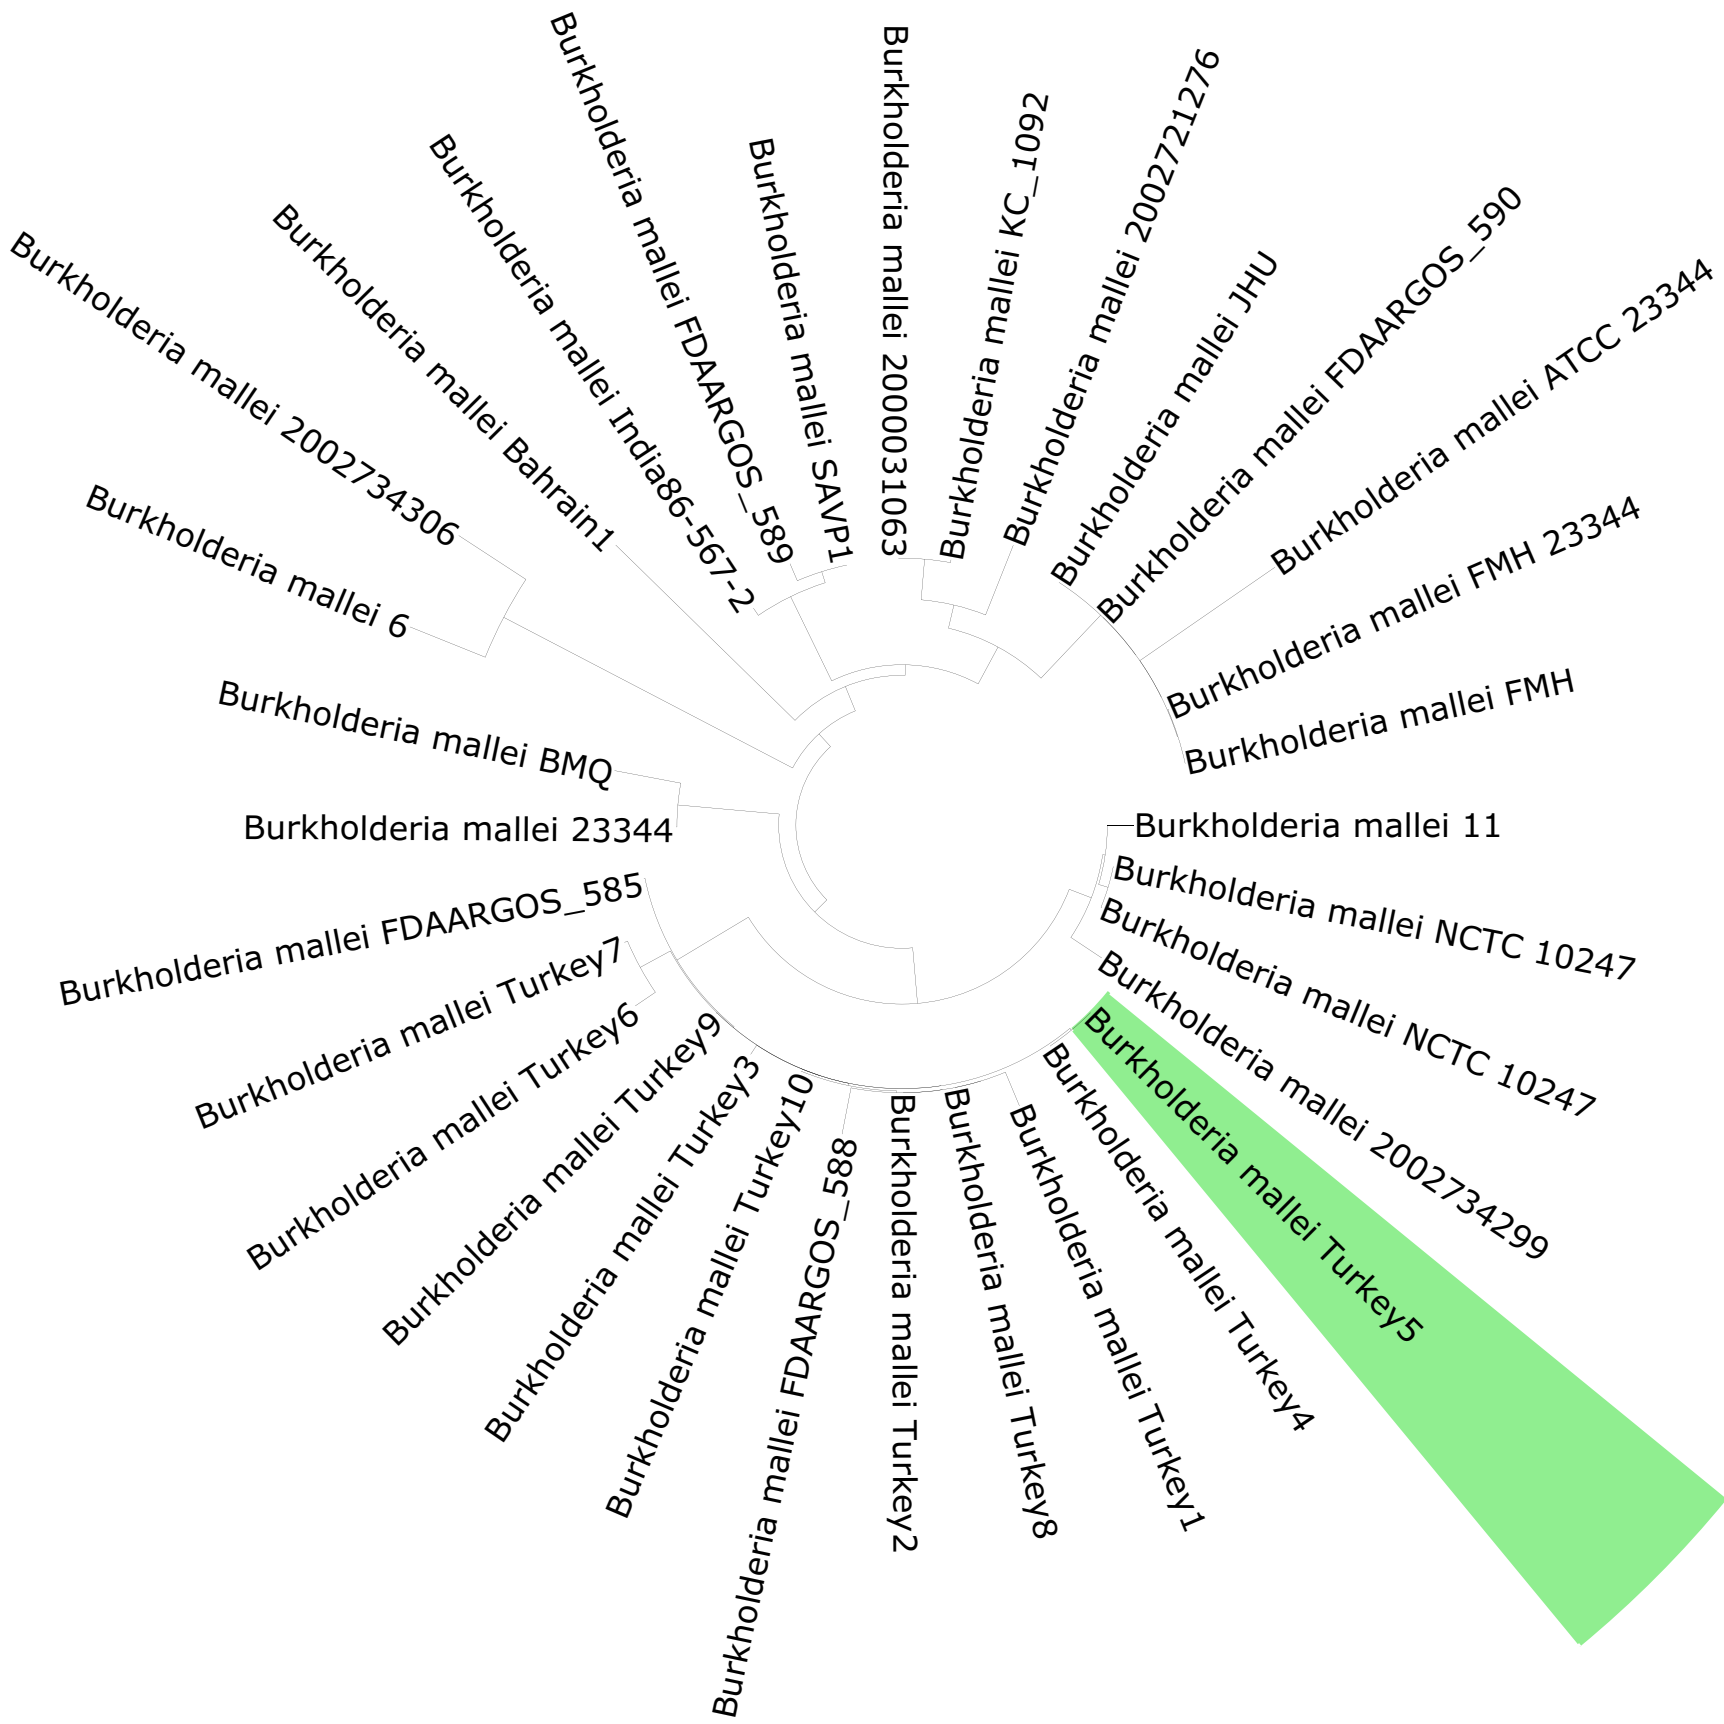 Burkholderia mallei 2000031063
Burkholderia mallei KC_1092
Burkholderia mallei 2002721276
Burkholderia mallei JHU
Burkholderia mallei FDAARGOS_590
Burkholderia mallei ATCC 23344
Burkholderia mallei FMH 23344
Burkholderia mallei FMH
Burkholderia mallei 11
Burkholderia mallei NCTC 10247
Burkholderia mallei NCTC 10247
Burkholderia mallei 2002734299
Burkholderia mallei Turkey5
Burkholderia mallei Turkey4
Burkholderia mallei Turkey1
Burkholderia mallei Turkey8
Burkholderia mallei Turkey2
Burkholderia mallei FDAARGOS_588
Burkholderia mallei Turkey10
Burkholderia mallei Turkey3
Burkholderia mallei Turkey9
Burkholderia mallei Turkey6
Burkholderia mallei Turkey7
Burkholderia mallei FDAARGOS_585
Burkholderia mallei 23344
Burkholderia mallei BMQ
Burkholderia mallei 6
Burkholderia mallei 2002734306
Burkholderia mallei Bahrain1
Burkholderia mallei India86-567-2
Burkholderia mallei FDAARGOS_589
Burkholderia mallei SAVP1